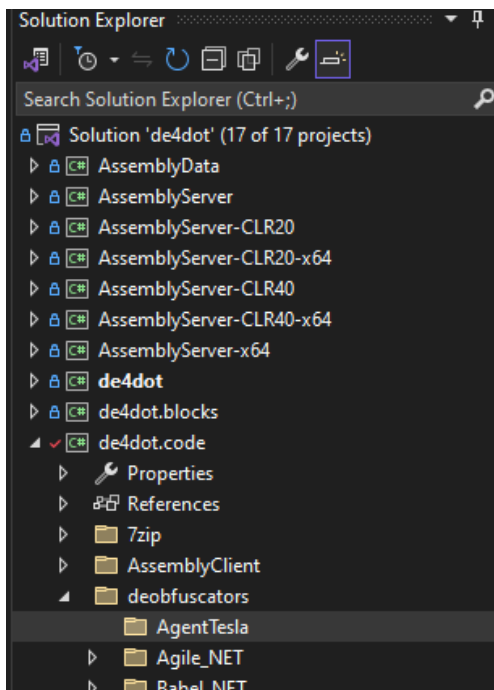 Solution Explorer
Search Solution Explorer (Ctrl+;)
Solution 'de4dot' (17 of 17 projects)
C# AssemblyData
C# AssemblyServer
C# AssemblyServer-CLR20
C# AssemblyServer-CLR20-x64
C# AssemblyServer-CLR40
C# AssemblyServer-CLR40-x64
C# AssemblyServer-x64
C# de4dot
C# de4dot.blocks
C# de4dot.code
Properties
References
7zip
AssemblyClient
deobfuscators
AgentTesla
Agile_NET
Babel_NET